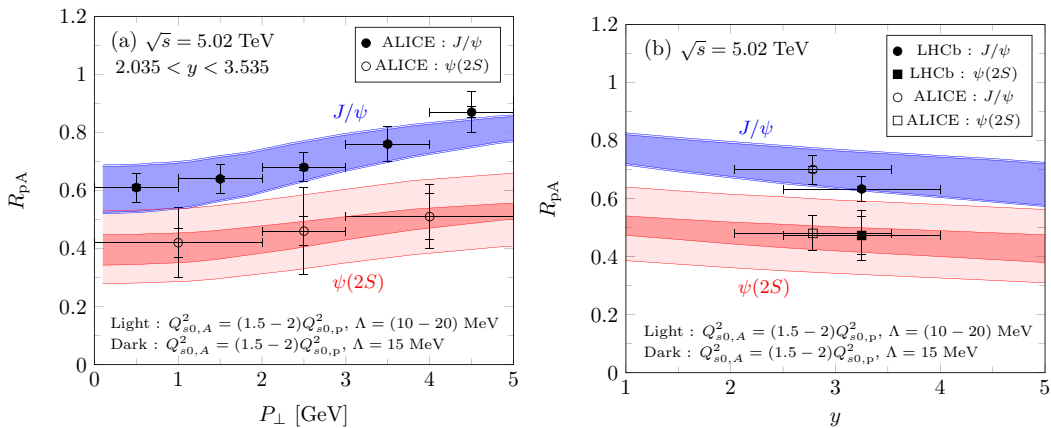 (a) √s = 5.02 TeV
2.035 < y < 3.535
ALICE : J/ψ
ALICE : ψ(2S)
J/ψ
ψ(2S)
Light : Q²_{s0,A} = (1.5 − 2)Q²_{s0,p}, Λ = (10 − 20) MeV
Dark : Q²_{s0,A} = (1.5 − 2)Q²_{s0,p}, Λ = 15 MeV
R_{pA}
1.2
1
0.8
0.6
0.4
0.2
0
0 1 2 3 4 5
P_⊥ [GeV]
(b) √s = 5.02 TeV
LHCb : J/ψ
LHCb : ψ(2S)
ALICE : J/ψ
ALICE : ψ(2S)
J/ψ
ψ(2S)
Light : Q²_{s0,A} = (1.5 − 2)Q²_{s0,p}, Λ = (10 − 20) MeV
Dark : Q²_{s0,A} = (1.5 − 2)Q²_{s0,p}, Λ = 15 MeV
R_{pA}
1.2
1
0.8
0.6
0.4
0.2
0
1 2 3 4 5
y